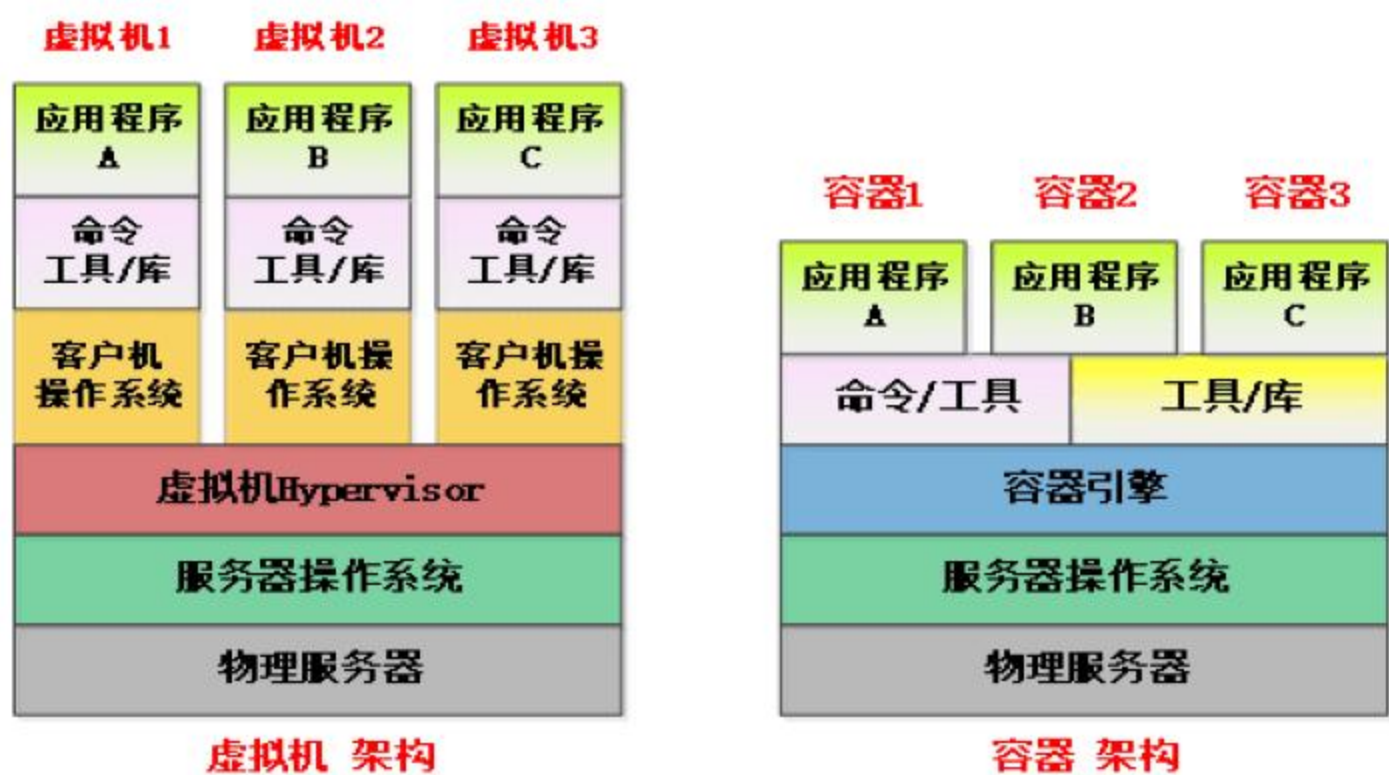 虚拟机1
虚拟机2
虚拟机3
应用程序
A
应用程序
B
应用程序
C
命令
工具/库
命令
工具/库
命令
工具/库
客户机
操作系统
客户机操
作系统
客户机操
作系统
虚拟机Hypervisor
服务器操作系统
物理服务器
虚拟机 架构
容器1
容器2
容器3
应用程序
A
应用程序
B
应用程序
C
命令/工具
工具/库
容器引擎
服务器操作系统
物理服务器
容器 架构